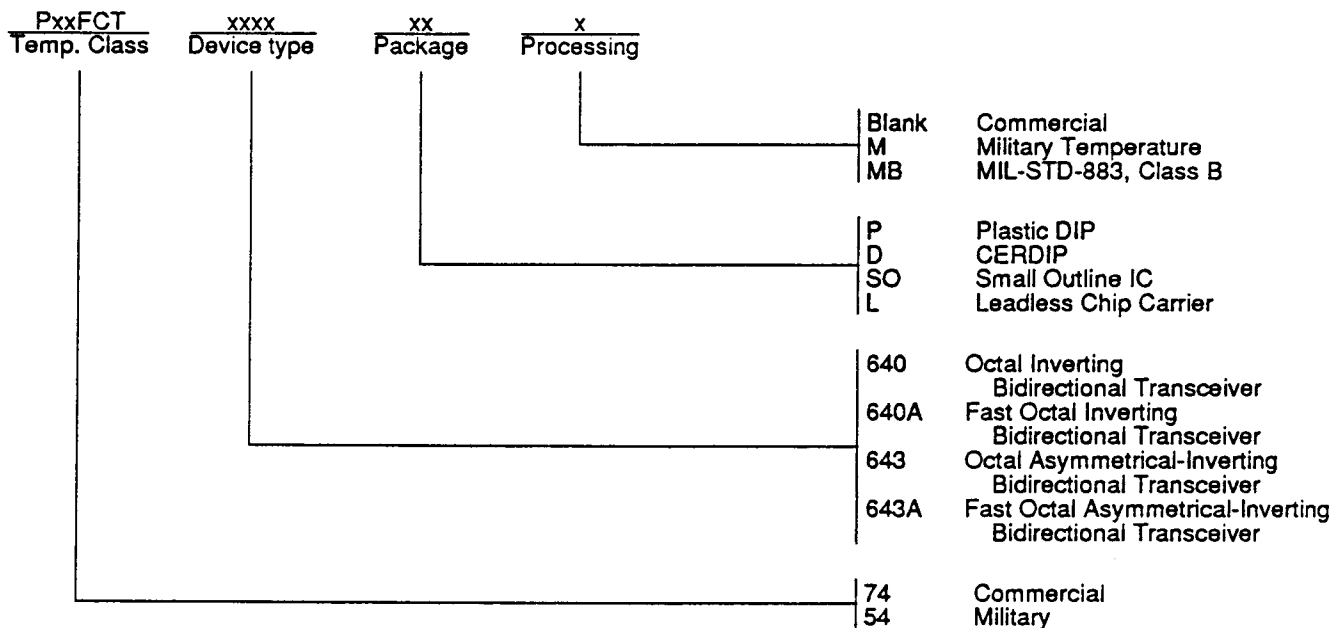 PxxFCT xxxx xx x
Temp. Class Device type Package Processing
Blank Commercial
M Military Temperature
MB MIL-STD-883, Class B
P Plastic DIP
D CERDIP
SO Small Outline IC
L Leadless Chip Carrier
640 Octal Inverting
Bidirectional Transceiver
640A Fast Octal Inverting
Bidirectional Transceiver
643 Octal Asymmetrical-Inverting
Bidirectional Transceiver
643A Fast Octal Asymmetrical-Inverting
Bidirectional Transceiver
74 Commercial
54 Military